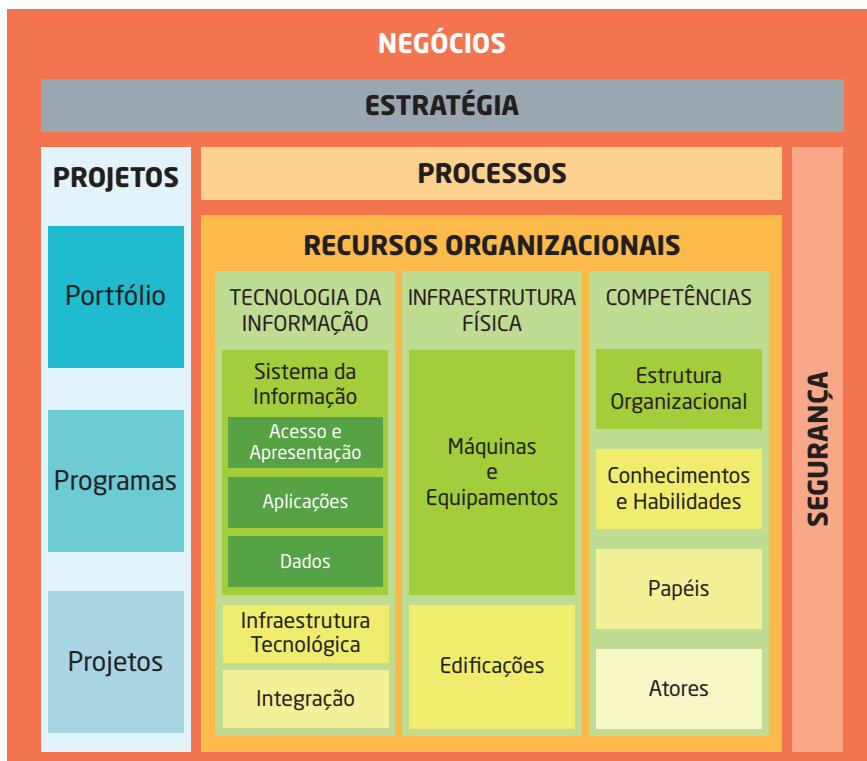 NEGÓCIOS
ESTRATÉGIA
PROJETOS
Portfólio
Programas
Projetos
PROCESSOS
RECURSOS ORGANIZACIONAIS
TECNOLOGIA DA
INFORMAÇÃO
Sistema da
Informação
Acesso e
Apresentação
Aplicações
Dados
Infraestrutura
Tecnológica
Integração
INFRAESTRUTURA
FÍSICA
Máquinas
e
Equipamentos
Edificações
COMPETÊNCIAS
Estrutura
Organizacional
Conhecimentos
e Habilidades
Papéis
Atores
SEGURANÇA